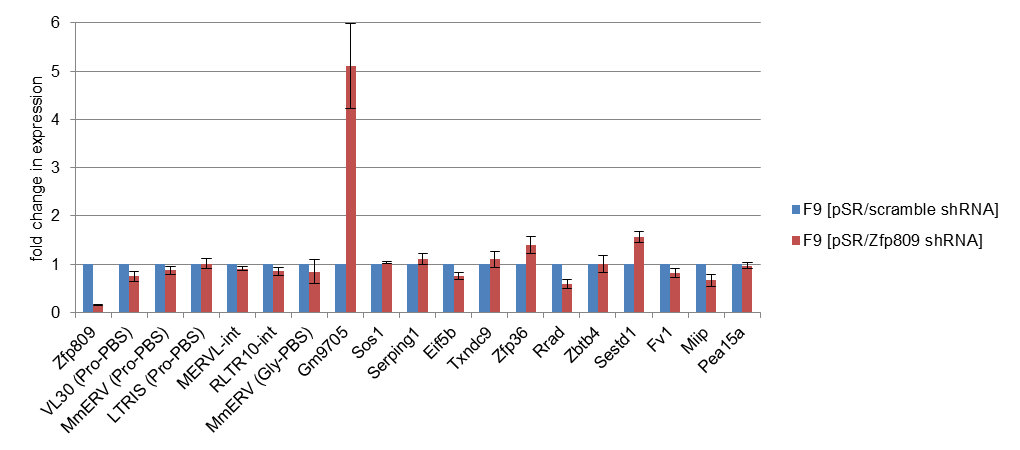 fold change in expression
6
5
4
3
2
1
0
Zfp809
VL30 (Pro-PBS)
MmERV (Pro-PBS)
LTRIS (Pro-PBS)
MERVL-int
RLTR10-int
MmERV (Gly-PBS)
Gm9705
Sos1
Serping1
Eif5b
Txndc9
Zfp36
Rrad
Zbtb4
Sestd1
Fv1
Miip
Pea15a
F9 [pSR/scramble shRNA]
F9 [pSR/Zfp809 shRNA]